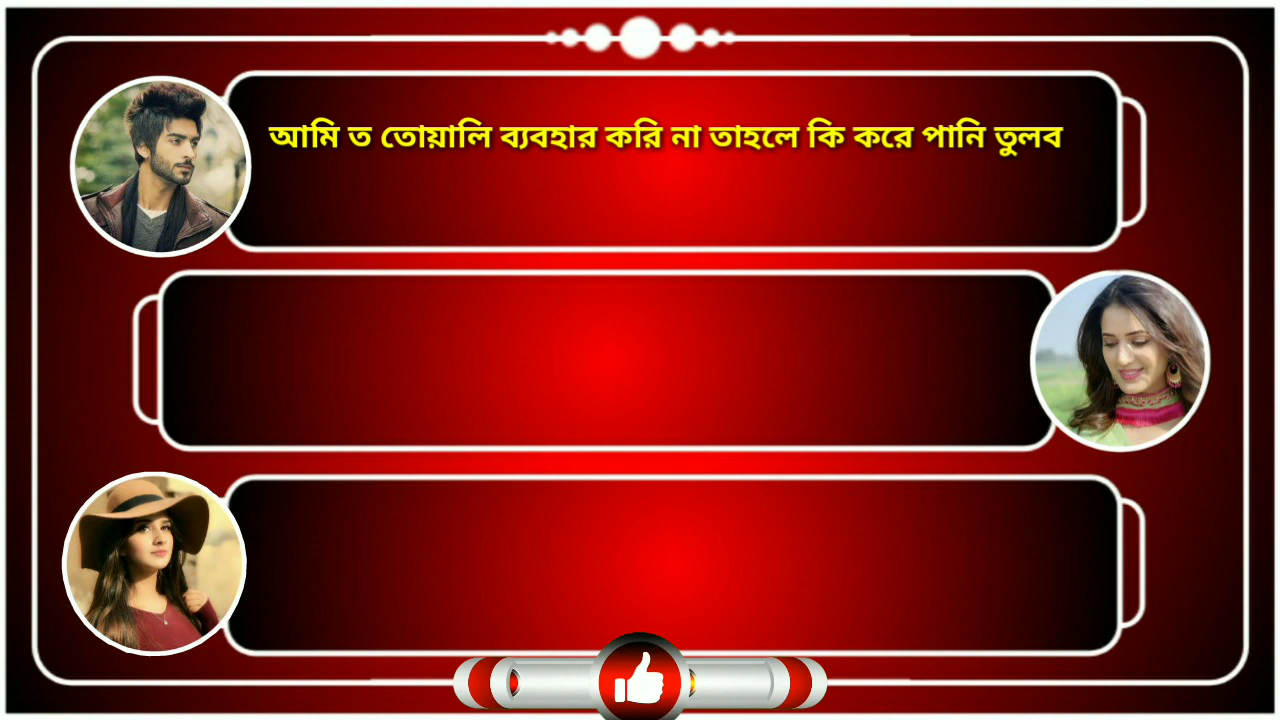 আমি ত তোয়ালি ব্যবহার করি না তাহলে কি করে পানি তুলব